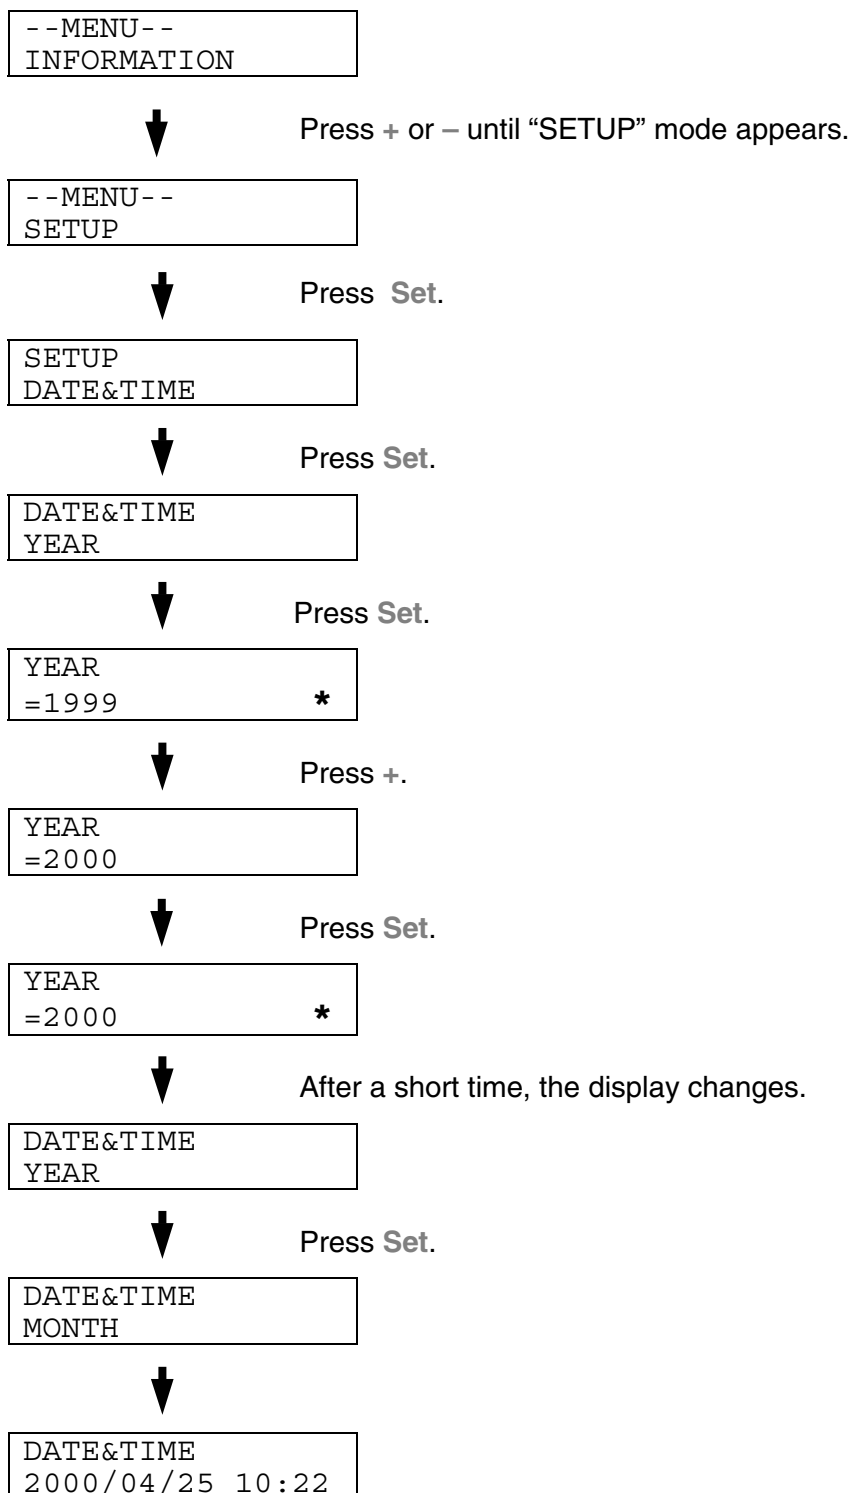 --MENU--
INFORMATION
Press + or – until “SETUP” mode appears.
--MENU--
SETUP
Press Set.
SETUP
DATE&TIME
Press Set.
DATE&TIME
YEAR
Press Set.
YEAR
=1999 *
Press +.
YEAR
=2000
Press Set.
YEAR
=2000 *
After a short time, the display changes.
DATE&TIME
YEAR
Press Set.
DATE&TIME
MONTH
DATE&TIME
2000/04/25 10:22